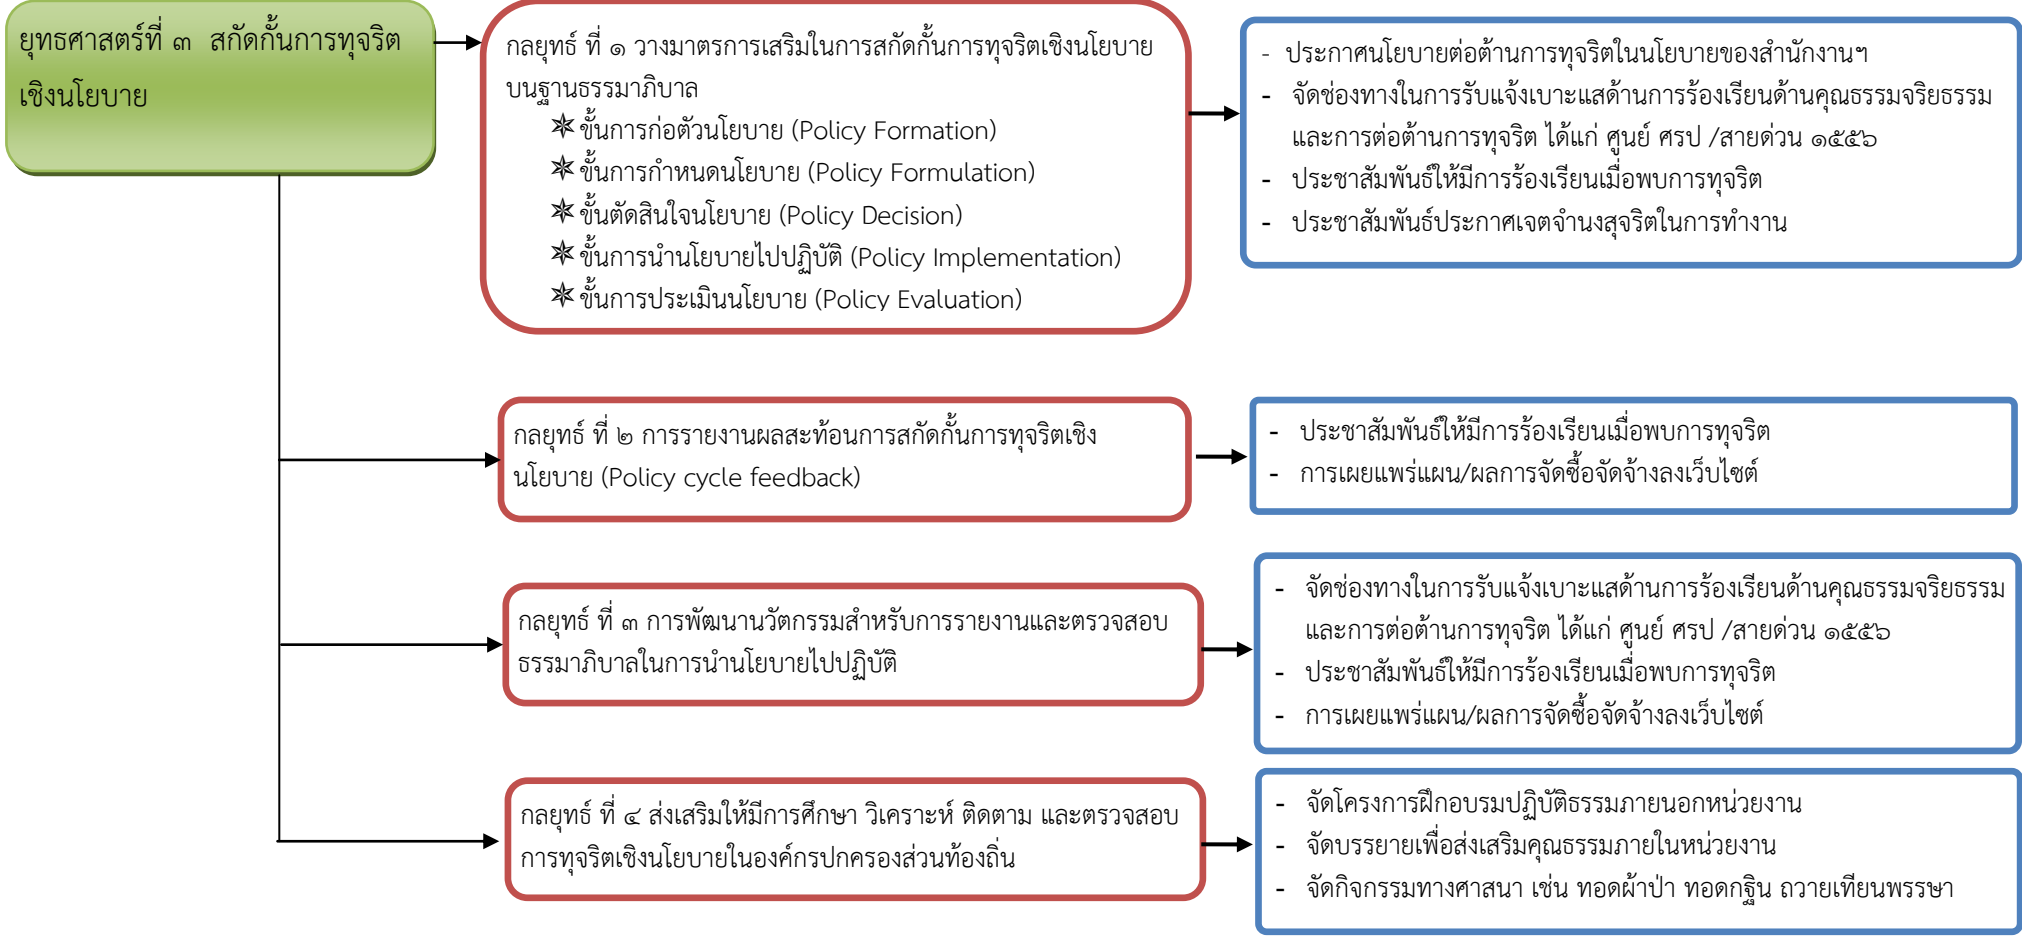 ยุทธศาสตร์ที่ ๓  สกัดกั้นการทุจริต
เชิงนโยบาย
กลยุทธ์ ที่ ๑ วางมาตรการเสริมในการสกัดกั้นการทุจริตเชิงนโยบาย
บนฐานธรรมาภิบาล
ขั้นการก่อตัวนโยบาย (Policy Formation)
ขั้นการกำหนดนโยบาย (Policy Formulation)
ขั้นตัดสินใจนโยบาย (Policy Decision)
ขั้นการนำนโยบายไปปฏิบัติ (Policy Implementation)
ขั้นการประเมินนโยบาย (Policy Evaluation)
- ประกาศนโยบายต่อต้านการทุจริตในนโยบายของสำนักงานฯ
- จัดช่องทางในการรับแจ้งเบาะแสด้านการร้องเรียนด้านคุณธรรมจริยธรรม
และการต่อต้านการทุจริต ได้แก่ ศูนย์ ศรป /สายด่วน ๑๕๕๖
- ประชาสัมพันธ์ให้มีการร้องเรียนเมื่อพบการทุจริต
- ประชาสัมพันธ์ประกาศเจตจำนงสุจริตในการทำงาน
กลยุทธ์ ที่ ๒ การรายงานผลสะท้อนการสกัดกั้นการทุจริตเชิง
นโยบาย (Policy cycle feedback)
- ประชาสัมพันธ์ให้มีการร้องเรียนเมื่อพบการทุจริต
- การเผยแพร่แผน/ผลการจัดซื้อจัดจ้างลงเว็บไซต์
กลยุทธ์ ที่ ๓ การพัฒนานวัตกรรมสำหรับการรายงานและตรวจสอบ
ธรรมาภิบาลในการนำนโยบายไปปฏิบัติ
- จัดช่องทางในการรับแจ้งเบาะแสด้านการร้องเรียนด้านคุณธรรมจริยธรรม
และการต่อต้านการทุจริต ได้แก่ ศูนย์ ศรป /สายด่วน ๑๕๕๖
- ประชาสัมพันธ์ให้มีการร้องเรียนเมื่อพบการทุจริต
- การเผยแพร่แผน/ผลการจัดซื้อจัดจ้างลงเว็บไซต์
กลยุทธ์ ที่ ๔ ส่งเสริมให้มีการศึกษา วิเคราะห์ ติดตาม และตรวจสอบ
การทุจริตเชิงนโยบายในองค์กรปกครองส่วนท้องถิ่น
- จัดโครงการฝึกอบรมปฏิบัติธรรมภายนอกหน่วยงาน
- จัดบรรยายเพื่อส่งเสริมคุณธรรมภายในหน่วยงาน
- จัดกิจกรรมทางศาสนา เช่น ทอดผ้าป่า ทอดกฐิน ถวายเทียนพรรษา